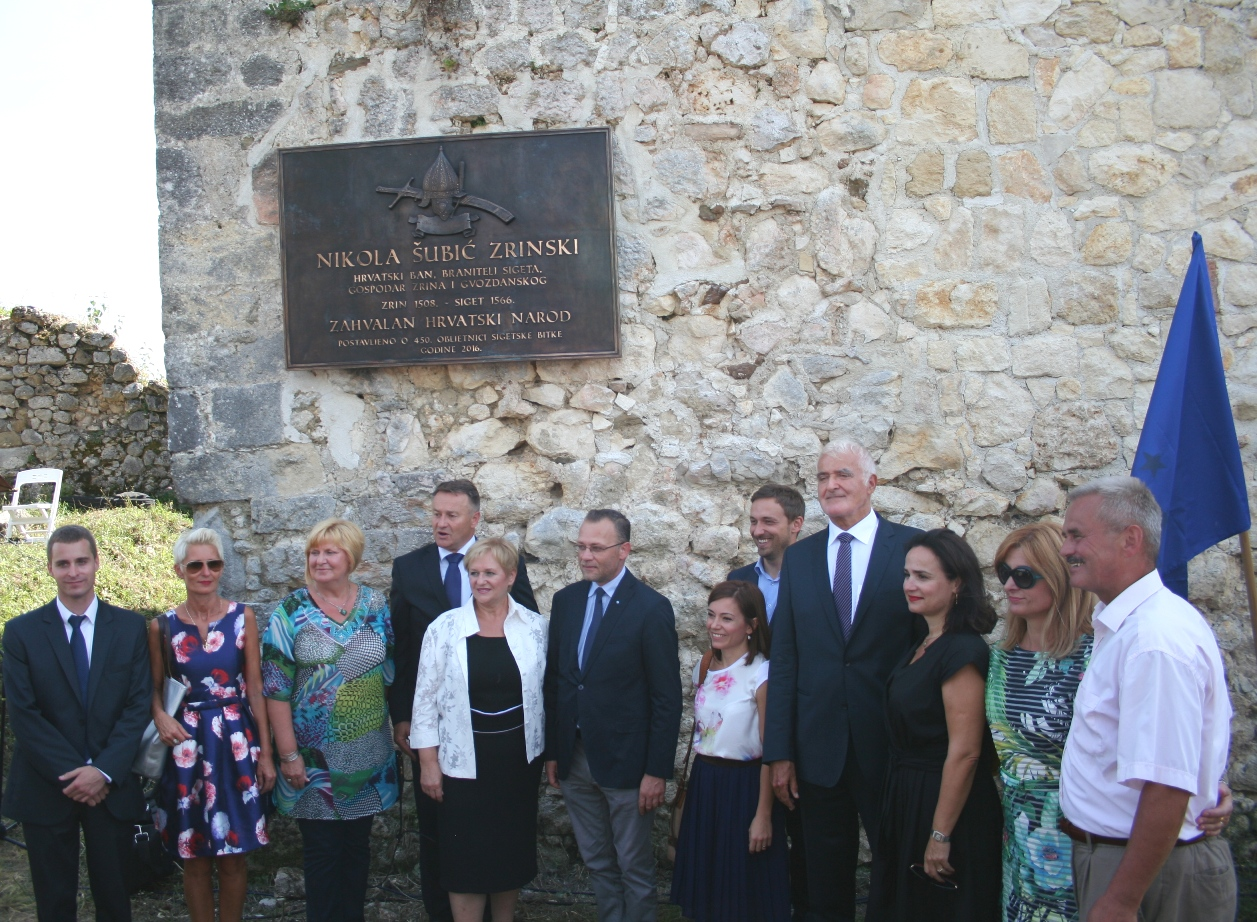 NIKOLA ŠUBIĆ ZRINSKI
HRVATSKI BAN, BRANITELJ SIGETA,
GOSPODAR ZRINA I GVOZDANSKOG
ZRIN 1508. - SIGET 1566.
ZAHVALAN HRVATSKI NAROD
POSTAVLJENO O 450. OBLJETNICI SIGETSKE BITKE
GODINE 2016.